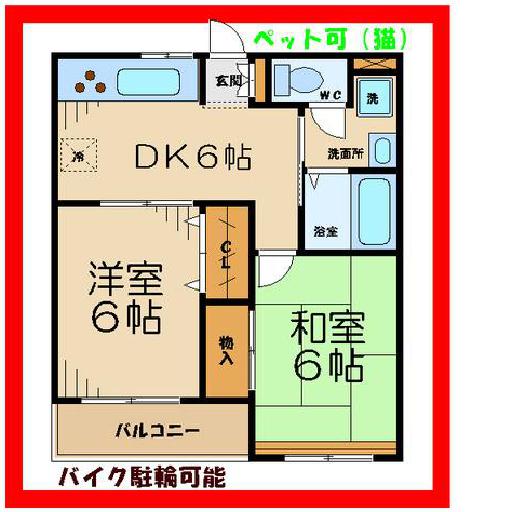 ペット可（猫）
玄関
WC
洗
洗面所
冷
DK6帖
浴室
CL
洋室
6帖
物入
和室
6帖
バルコニー
バイク駐輪可能